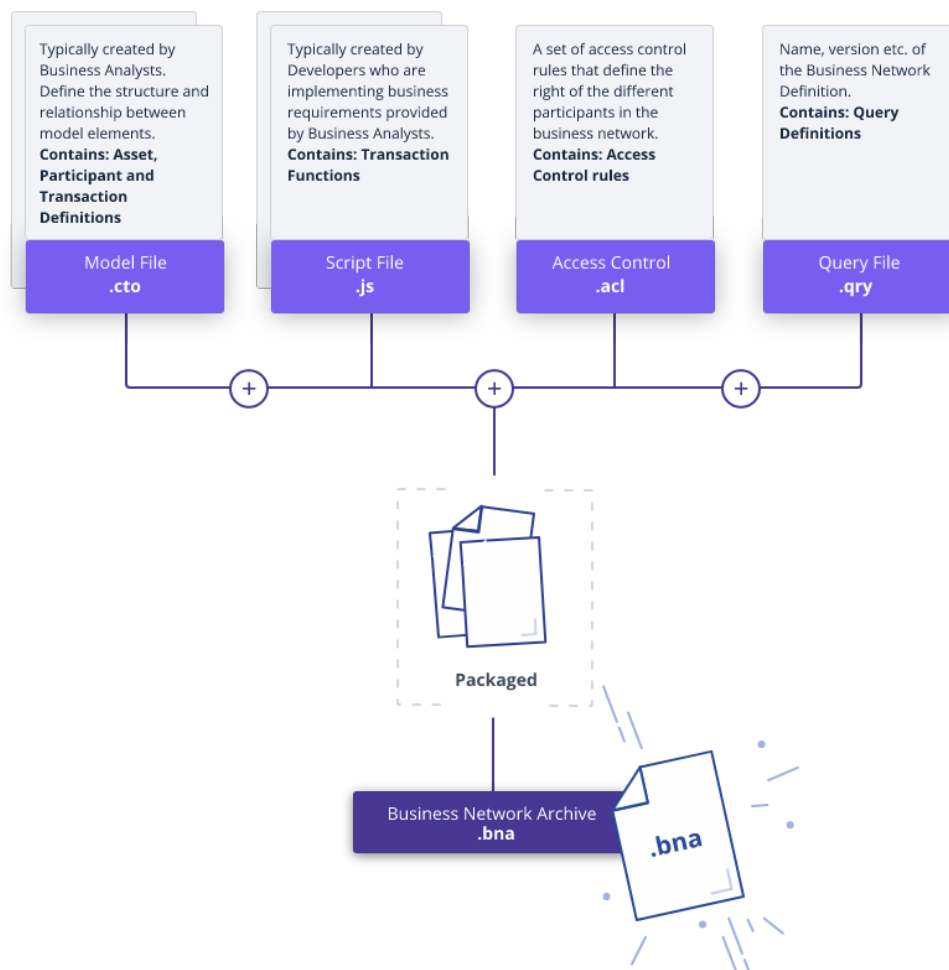 Typically created by
Business Analysts.
Define the structure and
relationship between
model elements.
Contains: Asset,
Participant and
Transaction
Definitions
Model File
.cto
Typically created by
Developers who are
implementing business
requirements provided
by Business Analysts.
Contains: Transaction
Functions
Script File
.js
A set of access control
rules that define the
right of the different
participants in the
business network.
Contains: Access
Control rules
Access Control
.acl
Name, version etc. of
the Business Network
Definition.
Contains: Query
Definitions
Query File
.qry
+
+
+
Packaged
Business Network Archive
.bna
.bna